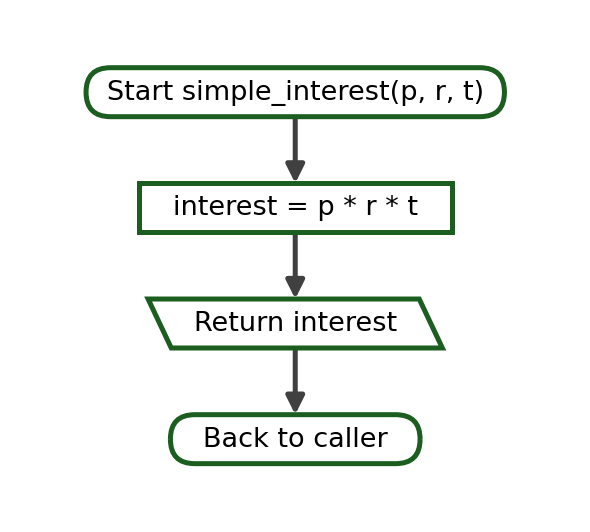 Start simple_interest(p, r, t)
interest = p * r * t
Return interest
Back to caller